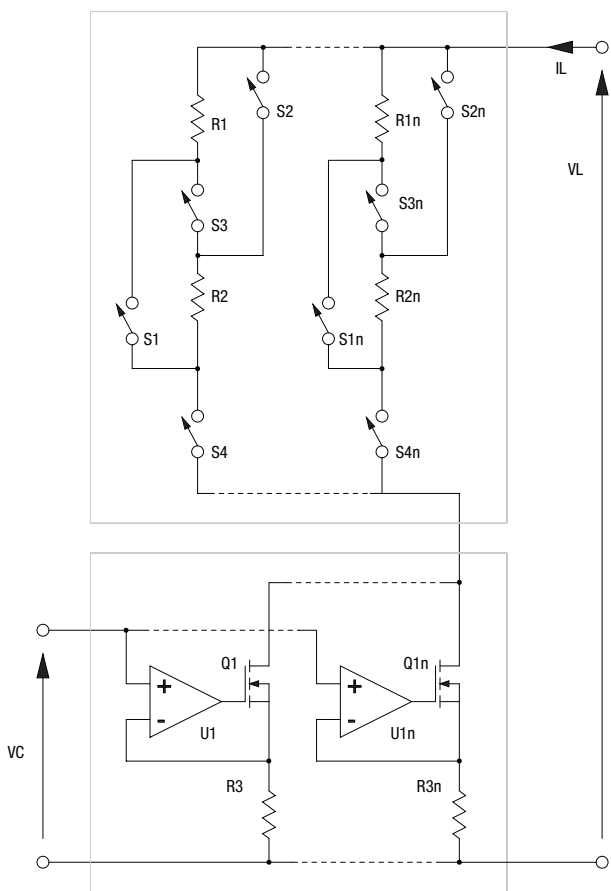 IL
S2
S2n
R1
R1n
VL
S3
S3n
R2
R2n
S1
S1n
S4
S4n
Q1
Q1n
+
+
-
-
U1
U1n
VC
R3
R3n